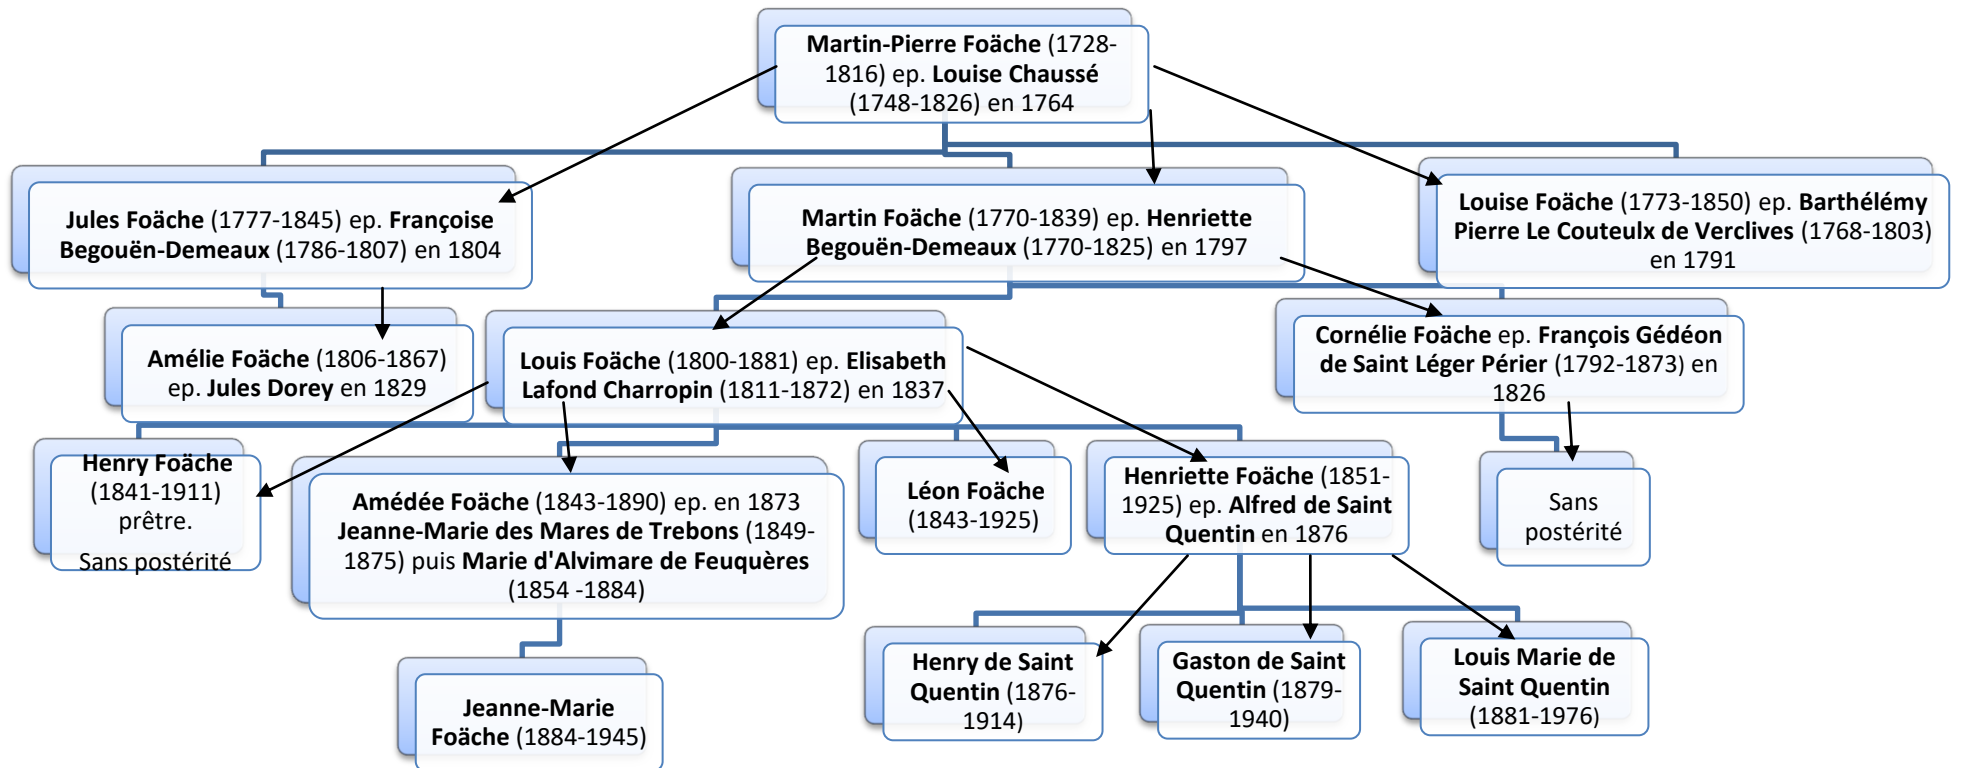 Martin-Pierre Foäche (1728-
1816) ep. Louise Chaussé
(1748-1826) en 1764
Jules Foäche (1777-1845) ep. Françoise
Begouën-Demeaux (1786-1807) en 1804
Martin Foäche (1770-1839) ep. Henriette
Begouën-Demeaux (1770-1825) en 1797
Louise Foäche (1773-1850) ep. Barthélémy
Pierre Le Couteulx de Verclives (1768-1803)
en 1791
Amélie Foäche (1806-1867)
ep. Jules Dorey en 1829
Louis Foäche (1800-1881) ep. Elisabeth
Lafond Charropin (1811-1872) en 1837
Cornélie Foäche ep. François Gédéon
de Saint Léger Périer (1792-1873) en
1826
Henry Foäche
(1841-1911)
prêtre.
Sans postérité
Amédée Foäche (1843-1890) ep. en 1873
Jeanne-Marie des Mares de Trebons (1849-
1875) puis Marie d'Alvimare de Feuquères
(1854 -1884)
Léon Foäche
(1843-1925)
Henriette Foäche (1851-
1925) ep. Alfred de Saint
Quentin en 1876
Sans
postérité
Jeanne-Marie
Foäche (1884-1945)
Henry de Saint
Quentin (1876-
1914)
Gaston de Saint
Quentin (1879-
1940)
Louis Marie de
Saint Quentin
(1881-1976)